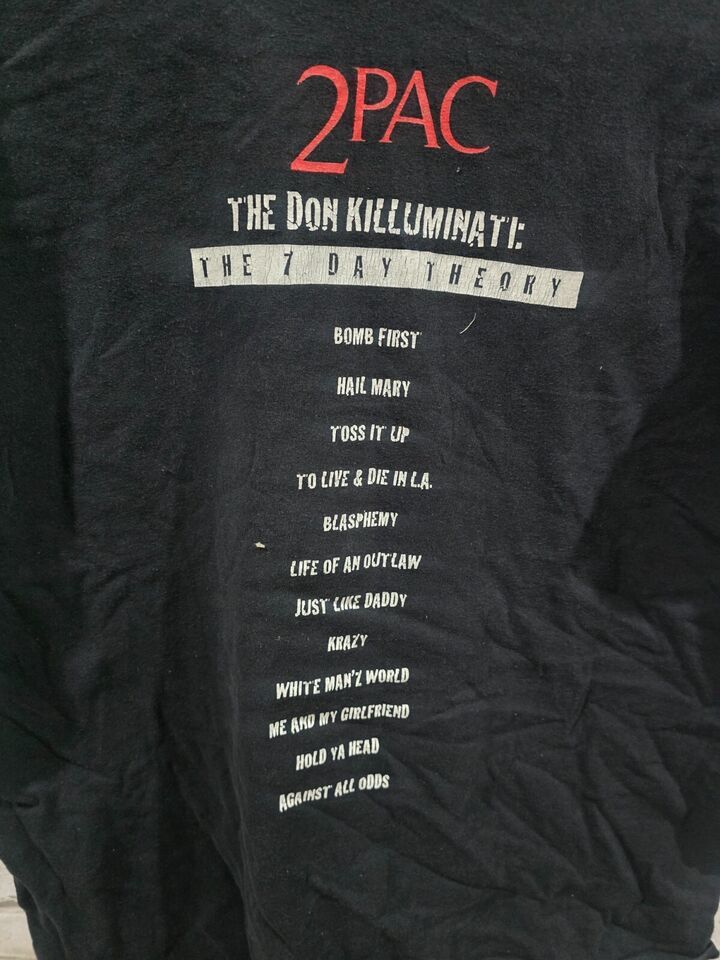 2PAC
THE DON KILLUMINATI:
THE 7 DAY THEORY
BOMB FIRST
HAIL MARY
TOSS IT UP
TO LIVE & DIE IN L.A.
BLASPHEMY
LIFE OF AN OUTLAW
JUST LIKE DADDY
KRAZY
WHITE MAN'Z WORLD
ME AND MY GIRLFRIEND
HOLD YA HEAD
AGAINST ALL ODDS